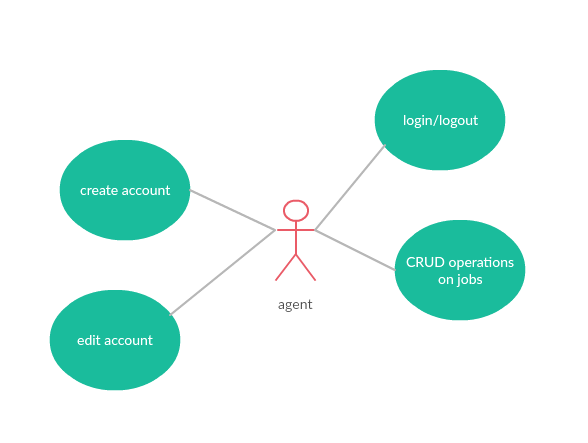 login/logout
create account
CRUD operations
on jobs
agent
edit account